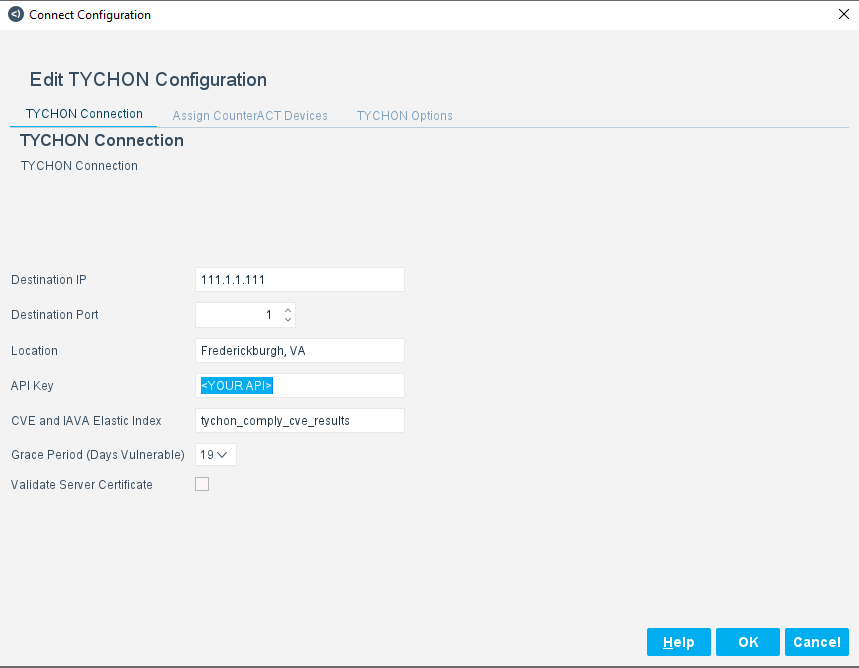 Connect Configuration
Edit TYCHON Configuration
TYCHON Connection Assign CounterACT Devices TYCHON Options
TYCHON Connection
TYCHON Connection
Destination IP 111.1.1.111
Destination Port 1
Location Frederickburgh, VA
API Key <YOUR API>
CVE and IAVA Elastic Index tychon_comply_cve_results
Grace Period (Days Vulnerable) 19
Validate Server Certificate
Help OK Cancel